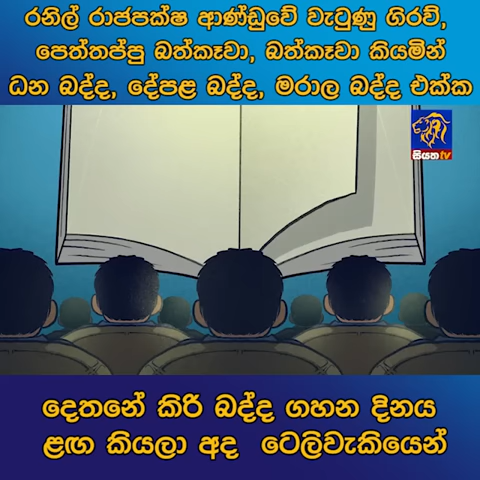 රනිල් රාජපක්ෂ ආණ්ඩුවේ වැටුණු ගිරව්,
පෙත්තප්පු බත්කෑවා, බත්කෑවා කියමින්
ධන බද්ද, දේපළ බද්ද, මරාල බද්ද එක්ක
සියත tv
දෙතනේ කිරි බද්ද ගහන දිනය
ළඟ කියලා අද ටෙලිවැකියෙන්